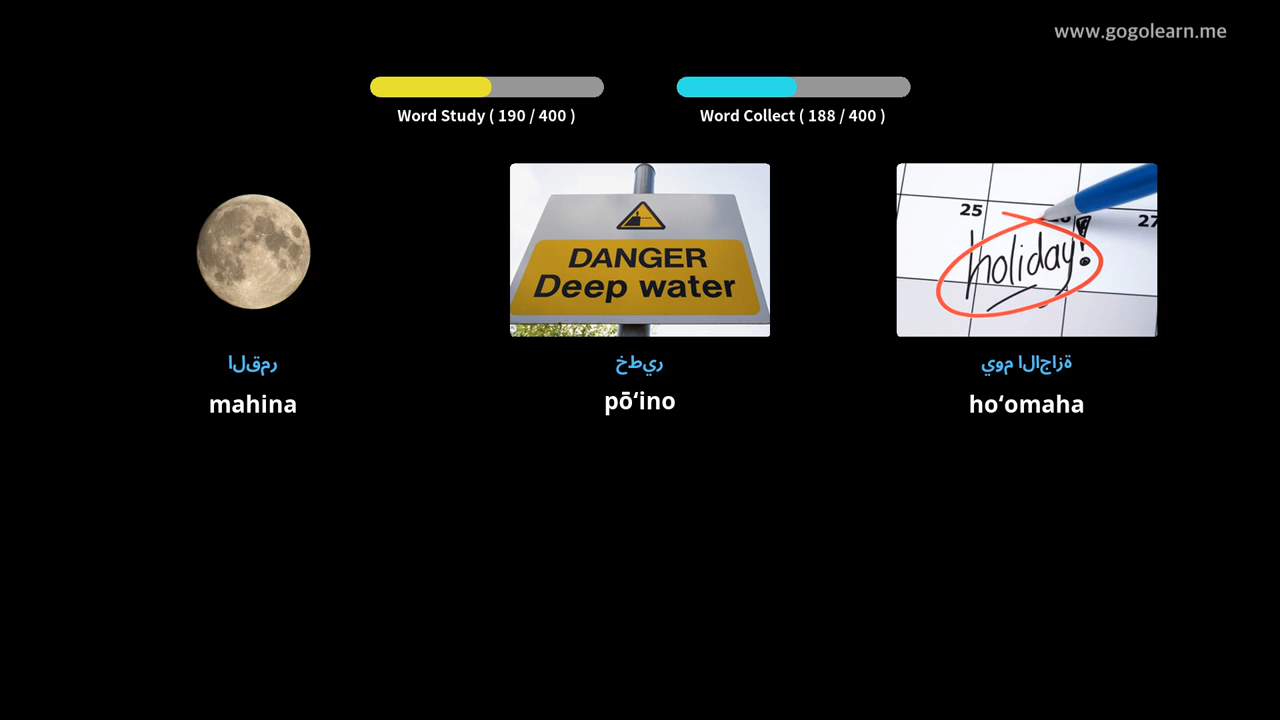 www.gogolearn.me
Word Study ( 190 / 400 )
Word Collect ( 188 / 400 )
القمر
mahina
DANGER
Deep water
خطير
pōʻino
25
26
27
holiday!
يوم الاجازة
hoʻomaha